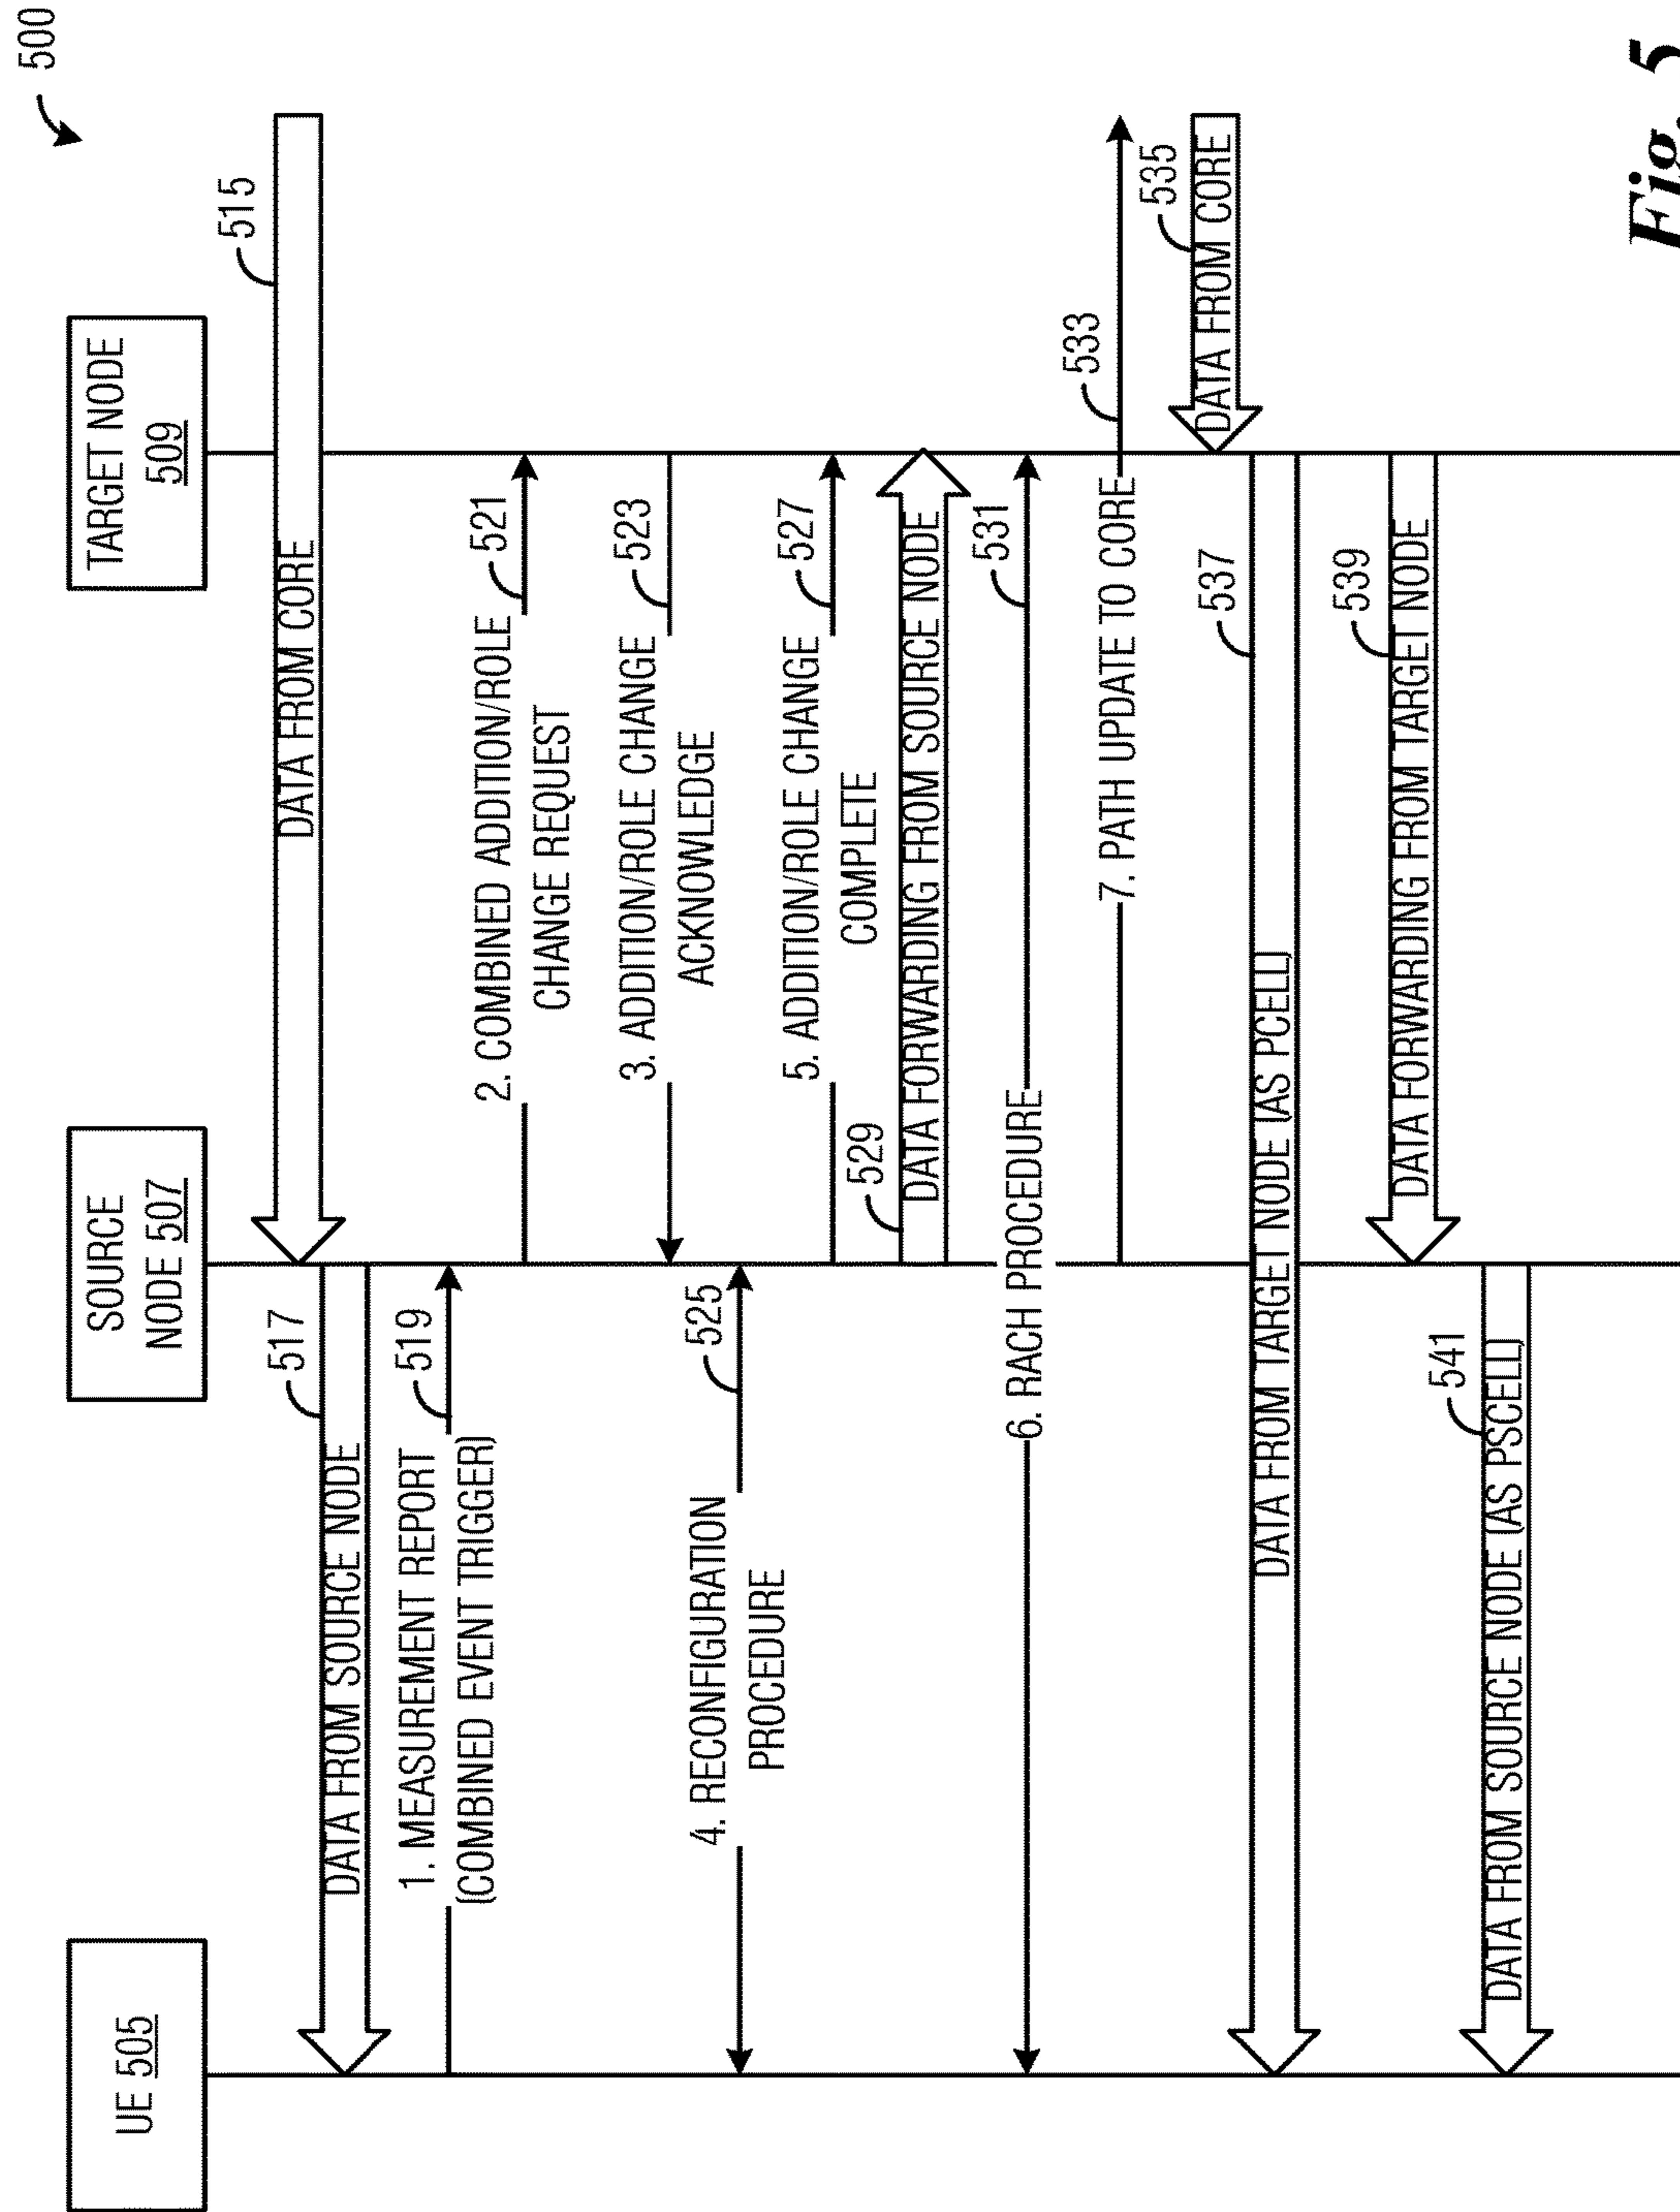 500
UE 505
SOURCE
NODE 507
TARGET NODE
509
515
DATA FROM CORE
517
DATA FROM SOURCE NODE
1. MEASUREMENT REPORT
519
(COMBINED EVENT TRIGGER)
2. COMBINED ADDITION/ROLE
521
CHANGE REQUEST
3. ADDITION/ROLE CHANGE
523
ACKNOWLEDGE
4. RECONFIGURATION
525
PROCEDURE
5. ADDITION/ROLE CHANGE
527
COMPLETE
529
DATA FORWARDING FROM SOURCE NODE
6. RACH PROCEDURE
531
7. PATH UPDATE TO CORE
533
535
DATA FROM CORE
537
DATA FROM TARGET NODE (AS PCELL)
539
DATA FORWARDING FROM TARGET NODE
541
DATA FROM SOURCE NODE (AS PSCELL)
Fig. 5